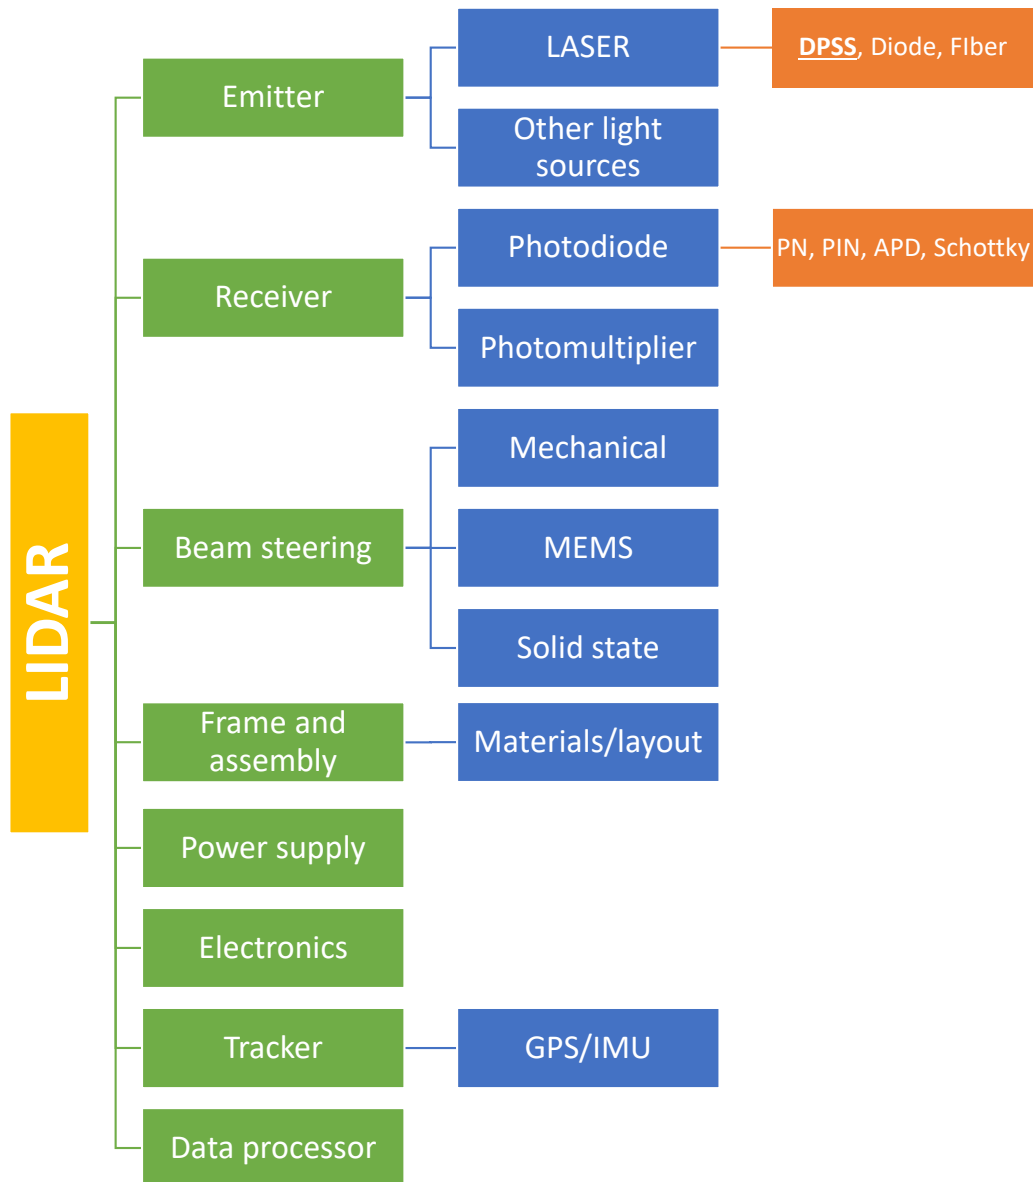 LIDAR
Emitter
LASER
DPSS, Diode, FIber
Other light
sources
Receiver
Photodiode
PN, PIN, APD, Schottky
Photomultiplier
Beam steering
Mechanical
MEMS
Solid state
Frame and
assembly
Materials/layout
Power supply
Electronics
Tracker
GPS/IMU
Data processor